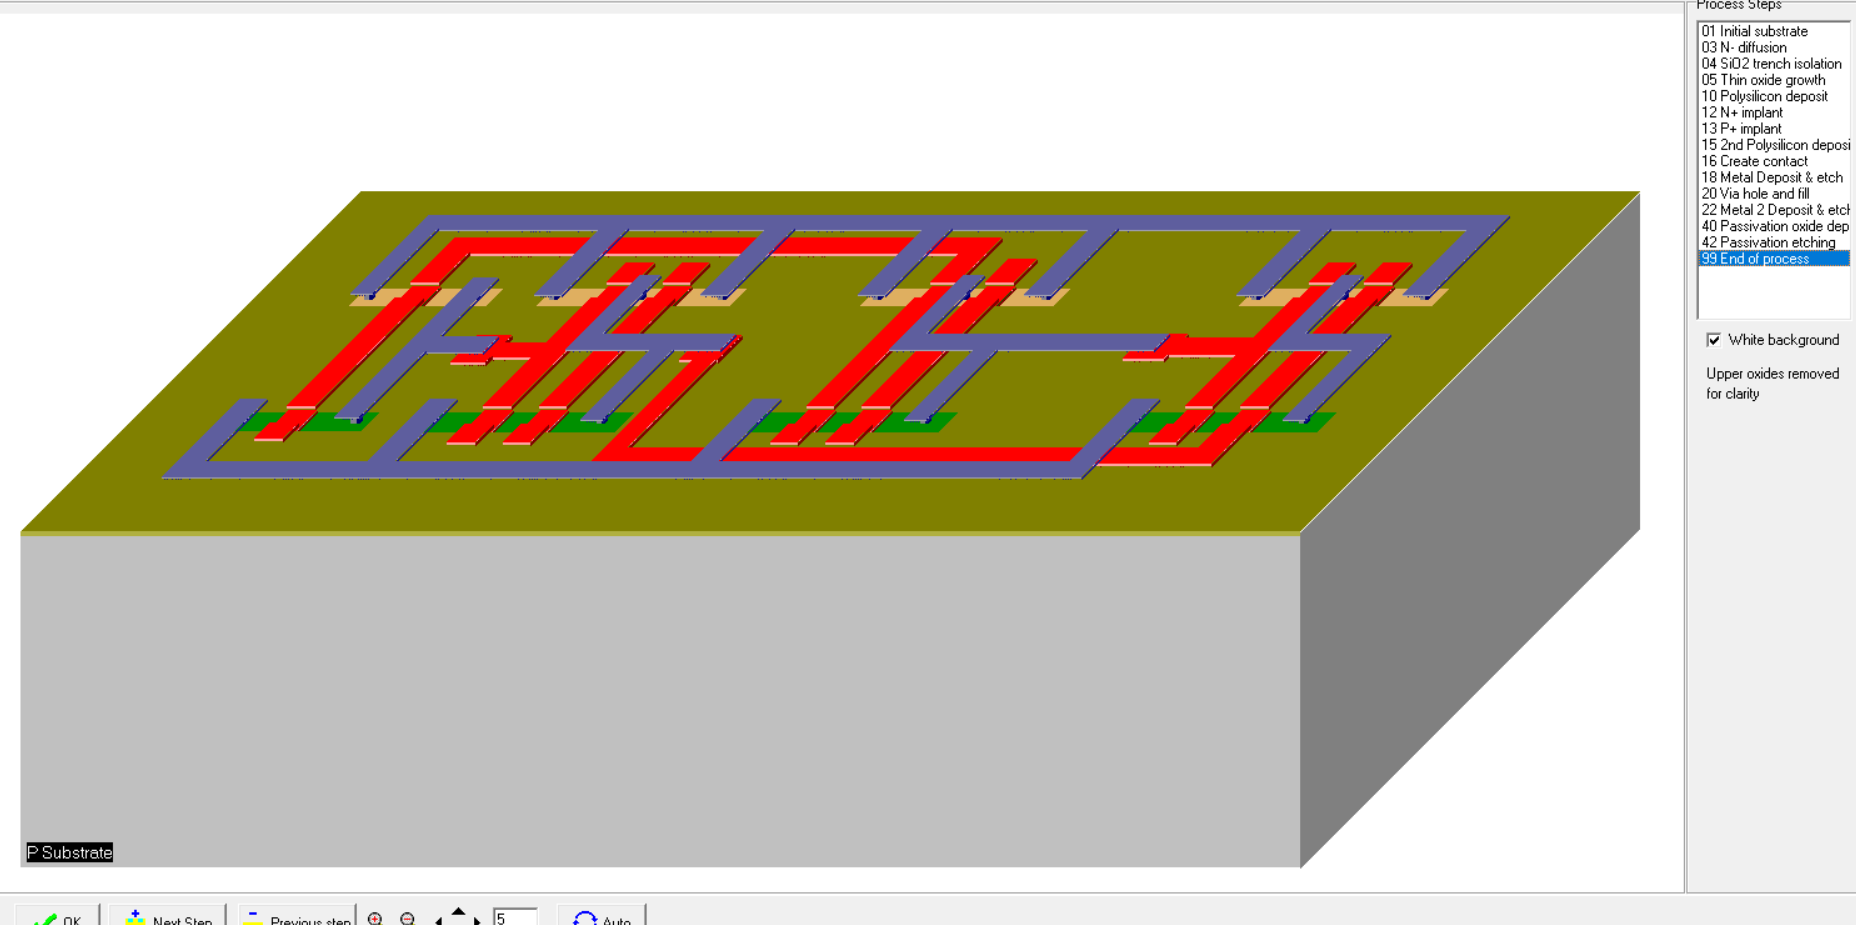 Process Steps
01 Initial substrate
03 N- diffusion
04 SiO2 trench isolation
05 Thin oxide growth
10 Polysilicon deposit
12 N+ implant
13 P+ implant
15 2nd Polysilicon deposi
16 Create contact
18 Metal Deposit & etch
20 Via hole and fill
22 Metal 2 Deposit & etch
40 Passivation oxide dep
42 Passivation etching
99 End of process
White background
Upper oxides removed
for clarity
P Substrate
OK Next Step Previous step 5 Auto